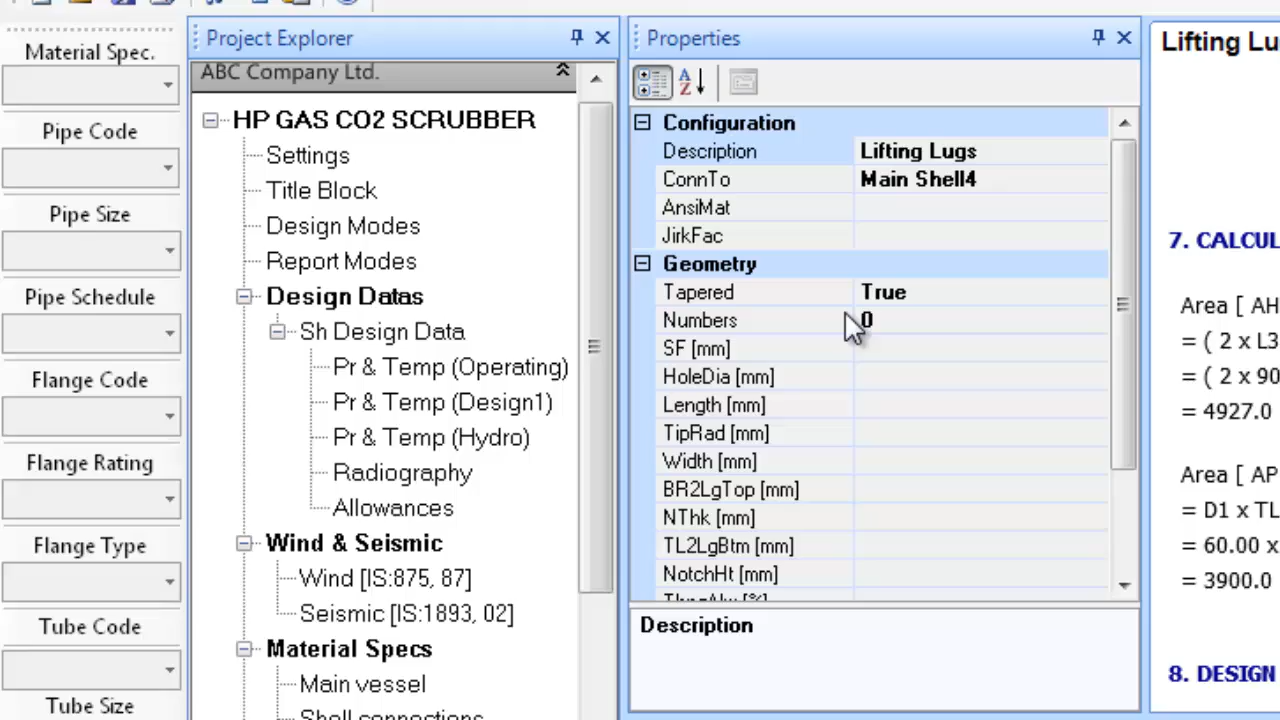 Material Spec.
Pipe Code
Pipe Size
Pipe Schedule
Flange Code
Flange Rating
Flange Type
Tube Code
Tube Size
Project Explorer
ABC Company Ltd.
HP GAS CO2 SCRUBBER
Settings
Title Block
Design Modes
Report Modes
Design Datas
Sh Design Data
Pr & Temp (Operating)
Pr & Temp (Design1)
Pr & Temp (Hydro)
Radiography
Allowances
Wind & Seismic
Wind [IS:875, 87]
Seismic [IS:1893, 02]
Material Specs
Main vessel
Shell connections
Properties
Configuration
Description Lifting Lugs
ConnTo Main Shell4
AnsiMat
JirkFac
Geometry
Tapered True
Numbers 0
SF [mm]
HoleDia [mm]
Length [mm]
TipRad [mm]
Width [mm]
BR2LgTop [mm]
NThk [mm]
TL2LgBtm [mm]
NotchHt [mm]
Description
Lifting Lu
7. CALCUL
Area [ AH
= ( 2 x L3
= ( 2 x 90
= 4927.0
Area [ AP
= D1 x TL
= 60.00 x
= 3900.0
8. DESIGN